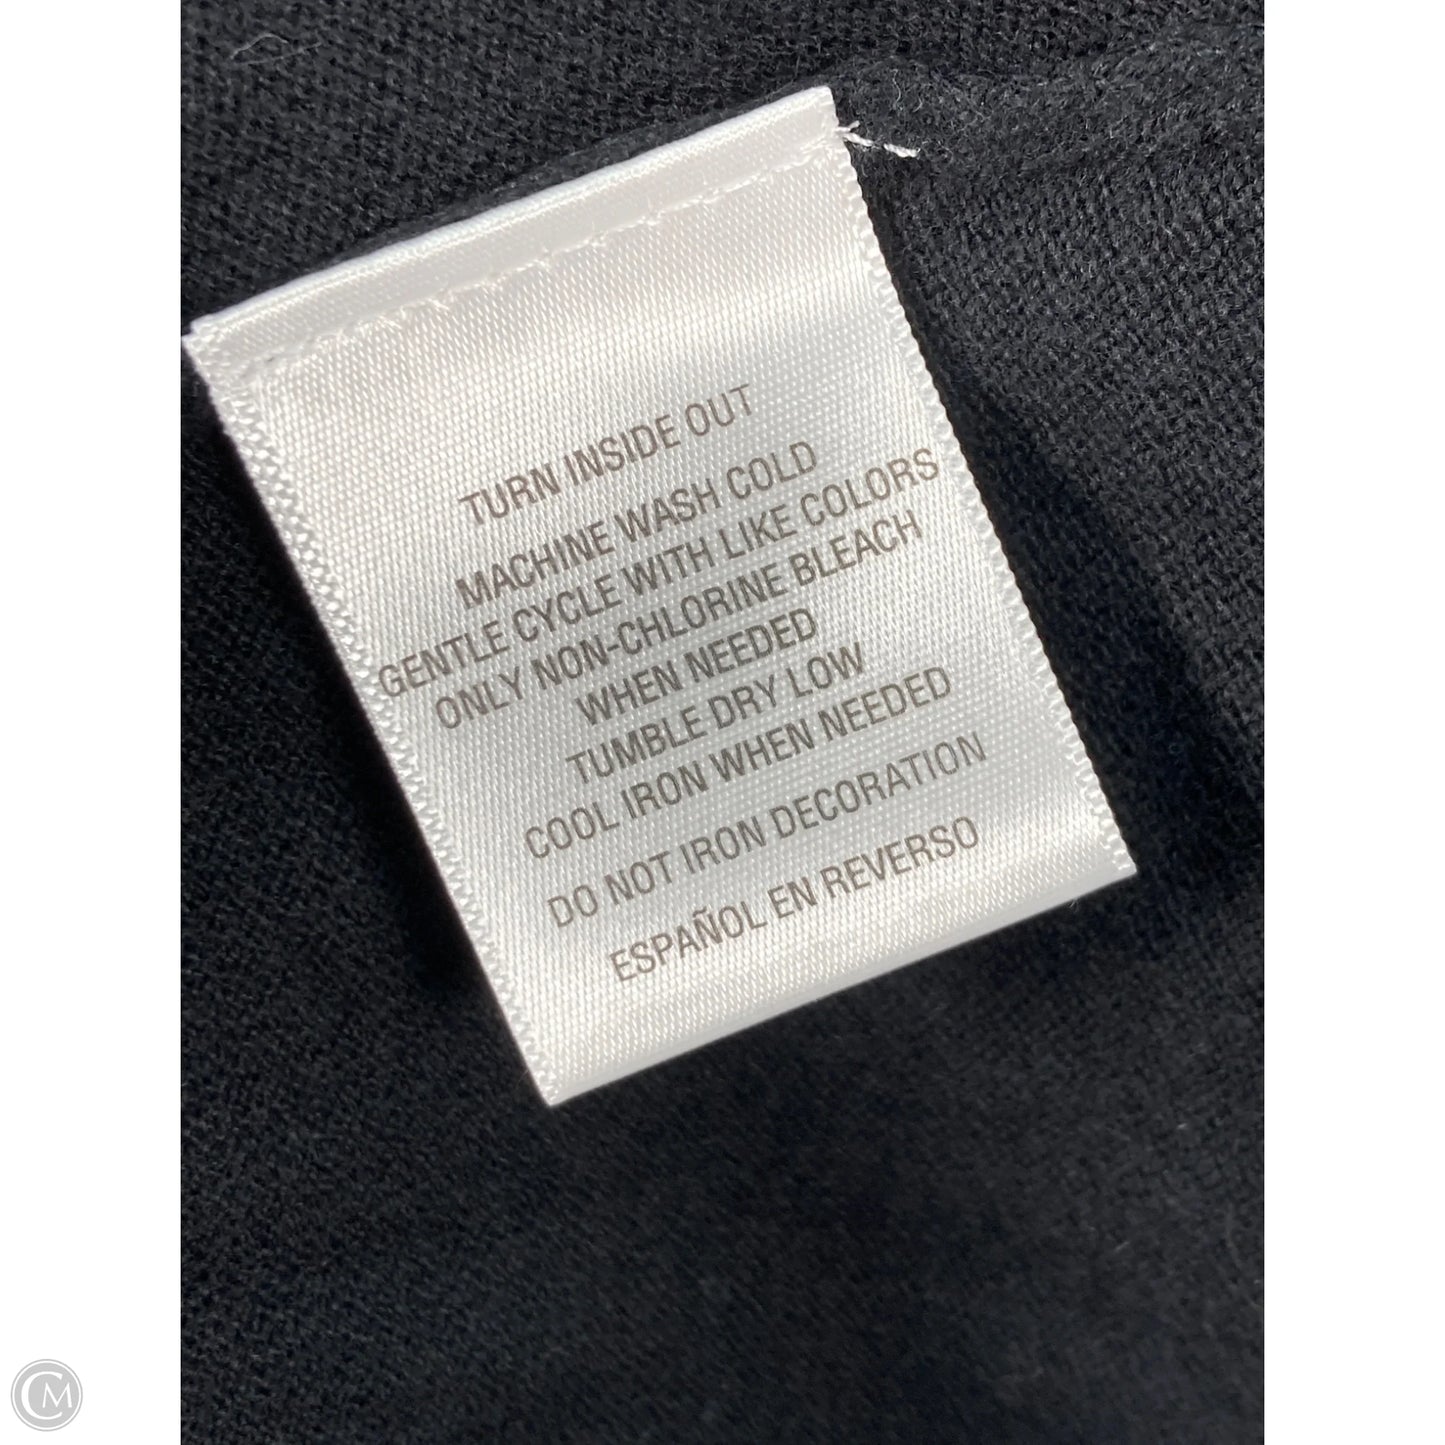 TURN INSIDE OUT
MACHINE WASH COLD
GENTLE CYCLE WITH LIKE COLORS
ONLY NON-CHLORINE BLEACH
WHEN NEEDED
TUMBLE DRY LOW
COOL IRON WHEN NEEDED
DO NOT IRON DECORATION
ESPAÑOL EN REVERSO
CM